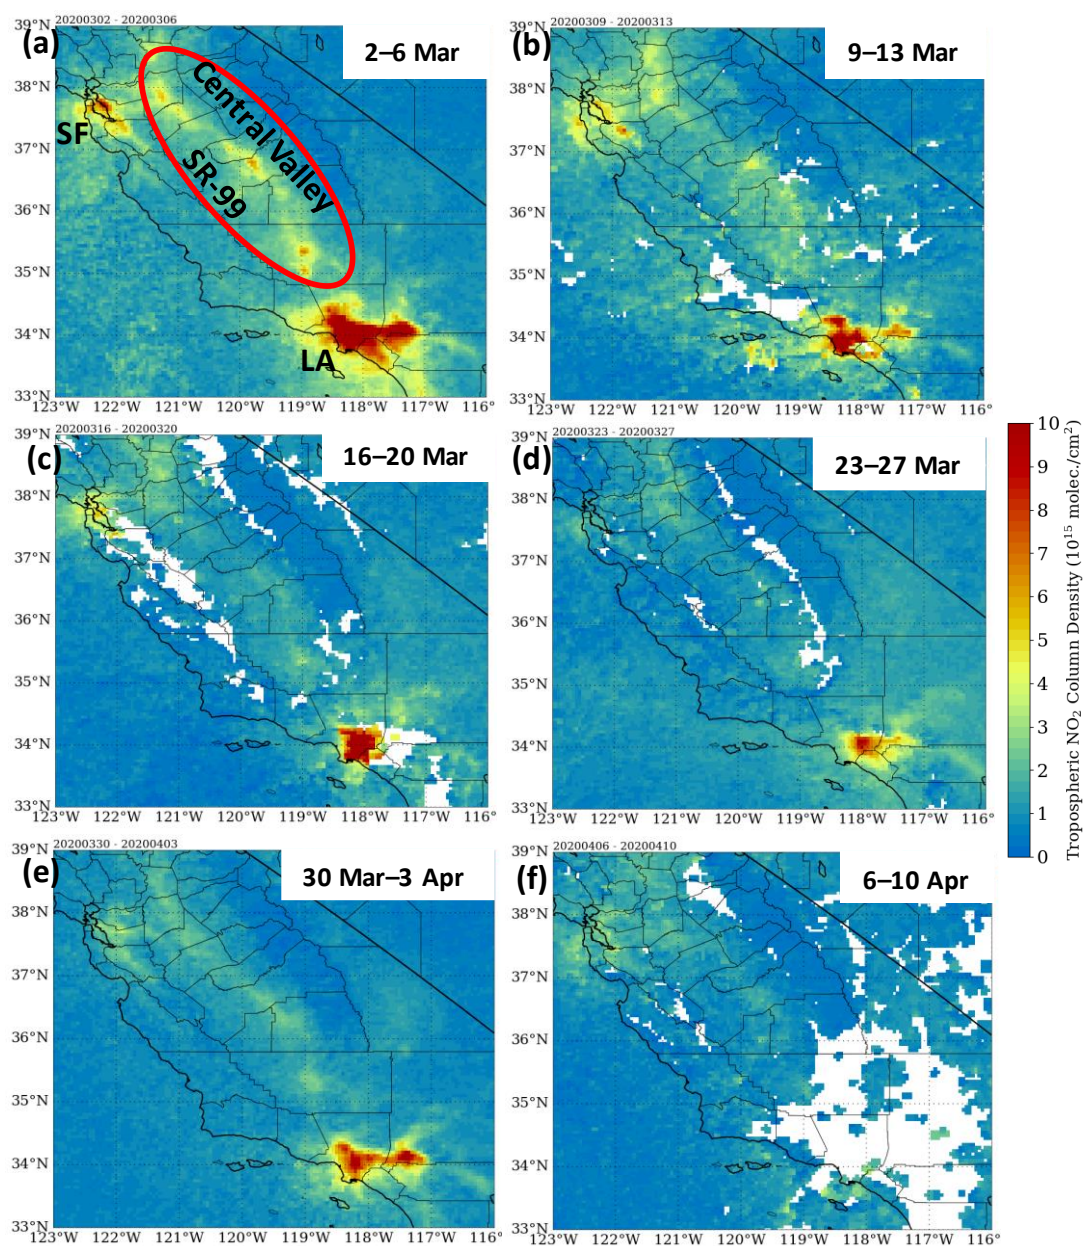 20200302 - 20200306
(a)
2–6 Mar
Central Valley
SR-99
SF
LA
39°N
38°N
37°N
36°N
35°N
34°N
33°N
123°W 122°W 121°W 120°W 119°W 118°W 117°W 116°
20200309 - 20200313
(b)
9–13 Mar
39°N
38°N
37°N
36°N
35°N
34°N
33°N
123°W 122°W 121°W 120°W 119°W 118°W 117°W 116°
20200316 - 20200320
(c)
16–20 Mar
39°N
38°N
37°N
36°N
35°N
34°N
33°N
123°W 122°W 121°W 120°W 119°W 118°W 117°W 116°
20200323 - 20200327
(d)
23–27 Mar
39°N
38°N
37°N
36°N
35°N
34°N
33°N
123°W 122°W 121°W 120°W 119°W 118°W 117°W 116°
20200330 - 20200403
(e)
30 Mar–3 Apr
39°N
38°N
37°N
36°N
35°N
34°N
33°N
123°W 122°W 121°W 120°W 119°W 118°W 117°W 116°
20200406 - 20200410
(f)
6–10 Apr
39°N
38°N
37°N
36°N
35°N
34°N
33°N
123°W 122°W 121°W 120°W 119°W 118°W 117°W 116°
10
9
8
7
6
5
4
3
2
1
0
Tropospheric NO₂ Column Density (10¹⁵ molec./cm²)